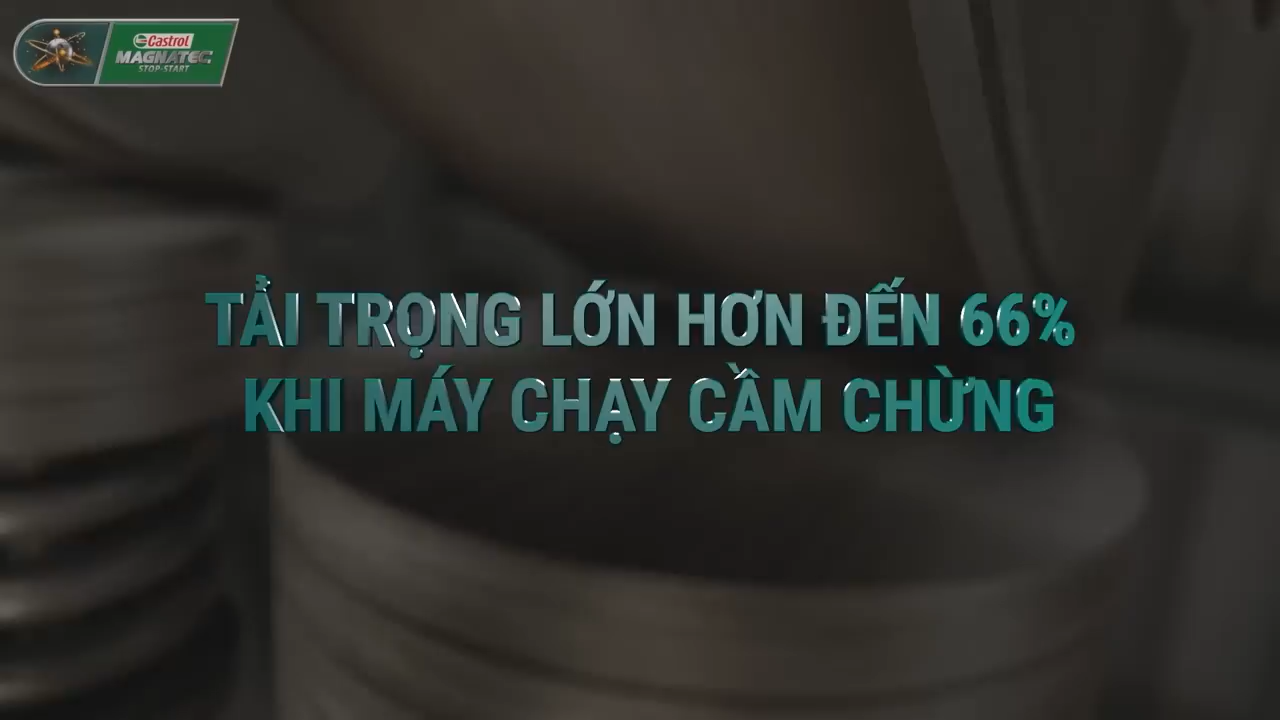 Castrol
MAGNATEC
STOP-START
TẢI TRỌNG LỚN HƠN ĐẾN 66%
KHI MÁY CHẠY CẦM CHỪNG